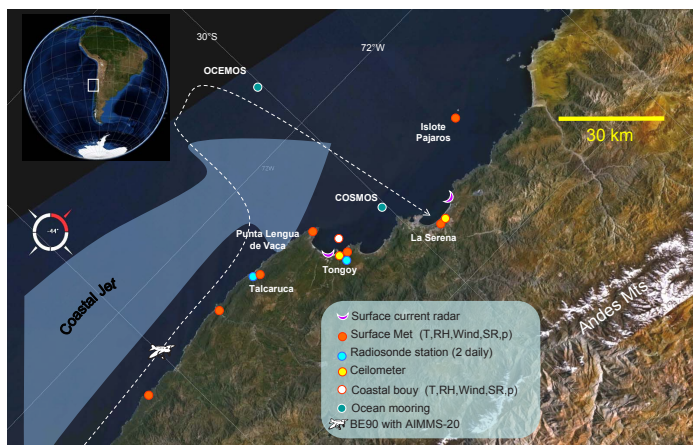 30°S
72°W
OCEMOS
Islote
Pajaros
30 km
70W
COSMOS
-44°
Punta Lengua
de Vaca
La Serena
Tongoy
Talcaruca
Coastal Jet
Andes Mts.
Surface current radar
Surface Met (T,RH,Wind,SR,p)
Radiosonde station (2 daily)
Ceilometer
Coastal bouy (T,RH,Wind,SR,p)
Ocean mooring
BE90 with AIMMS-20